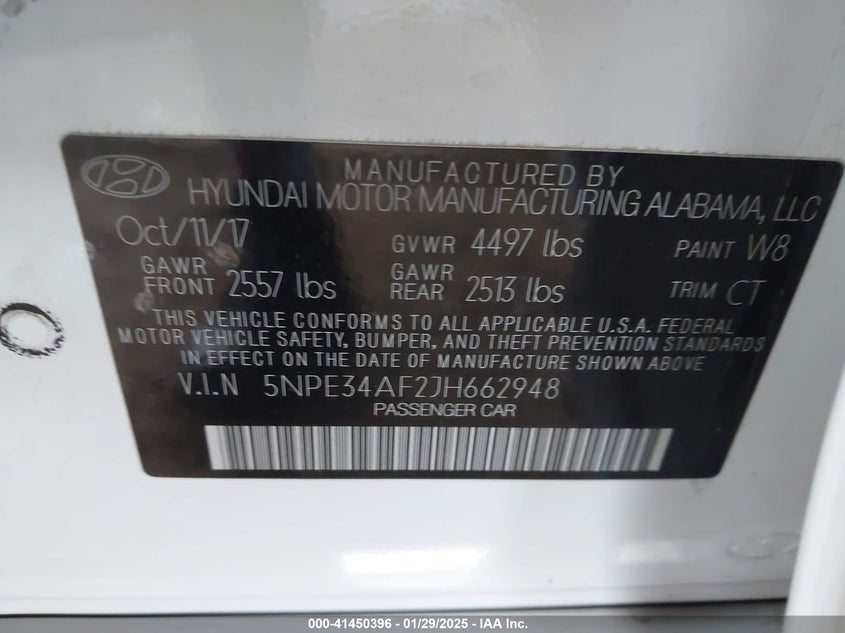 MANUFACTURED BY
HYUNDAI MOTOR MANUFACTURING ALABAMA, LLC
Oct/11/17 GVWR 4497 lbs PAINT W8
GAWR FRONT 2557 lbs GAWR REAR 2513 lbs TRIM CT
THIS VEHICLE CONFORMS TO ALL APPLICABLE U.S.A. FEDERAL
MOTOR VEHICLE SAFETY, BUMPER, AND THEFT PREVENTION STANDARDS
IN EFFECT ON THE DATE OF MANUFACTURE SHOWN ABOVE
V.I.N 5NPE34AF2JH662948
PASSENGER CAR
000-41450396 - 01/29/2025 - IAA Inc.